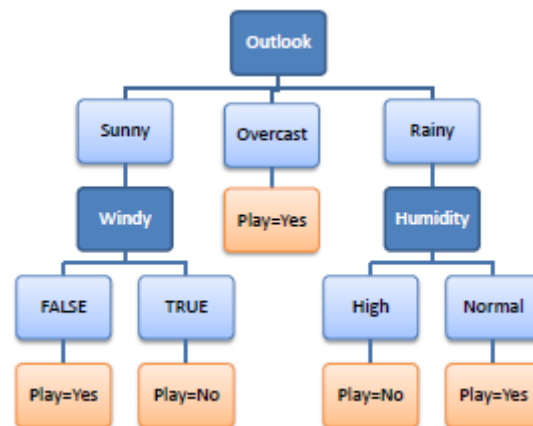 Outlook
Sunny
Overcast
Rainy
Windy
Play=Yes
Humidity
FALSE
TRUE
High
Normal
Play=Yes
Play=No
Play=No
Play=Yes